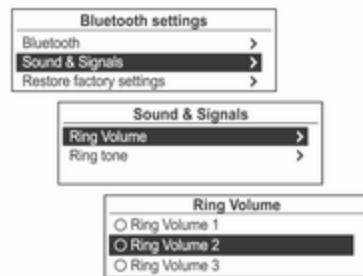 Bluetooth settings
Bluetooth >
Sound & Signals >
Restore factory settings >
Sound & Signals
Ring Volume >
Ring tone >
Ring Volume
Ring Volume 1
Ring Volume 2
Ring Volume 3